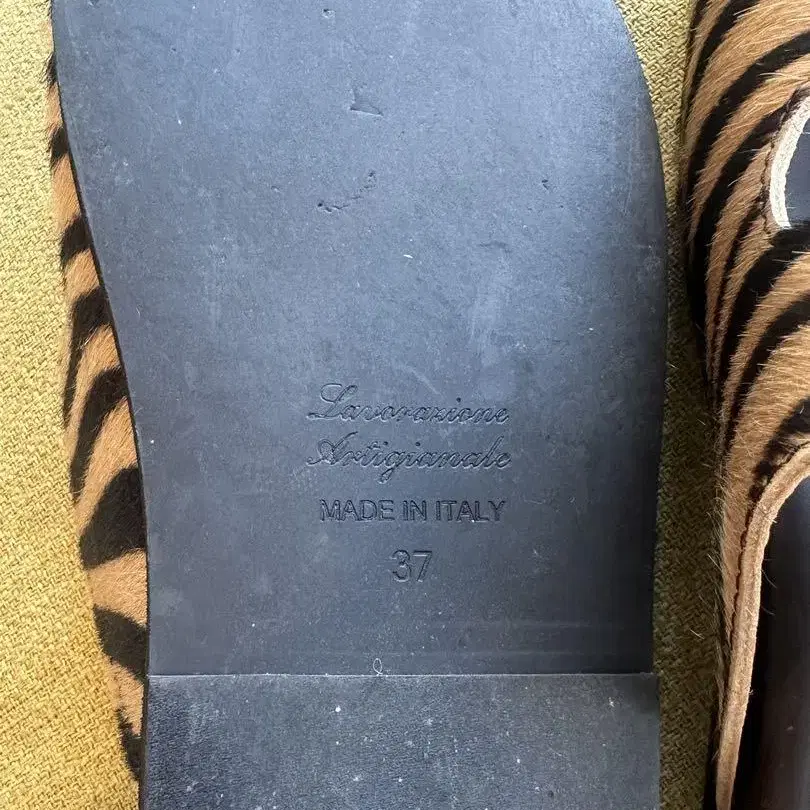 Lavorazione
Artigianale
MADE IN ITALY
37